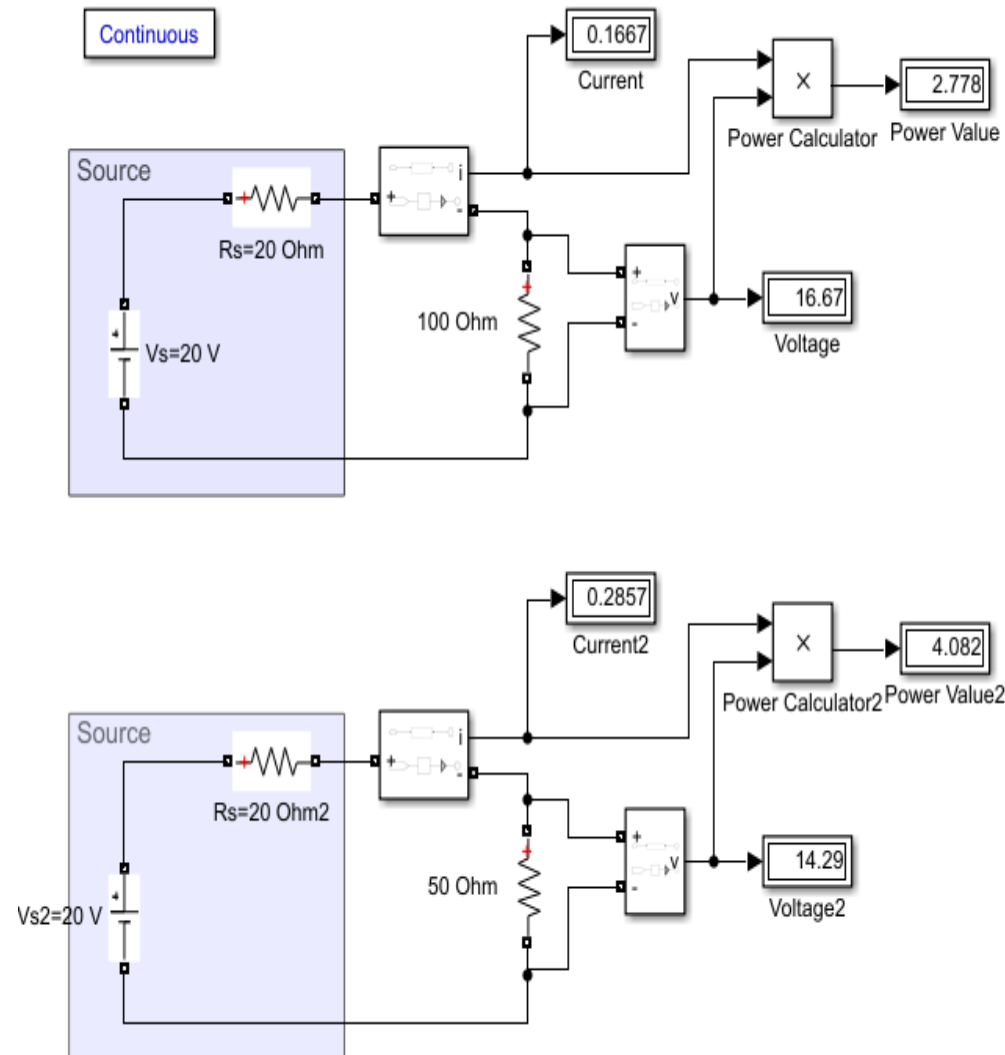 Continuous
0.1667
Current
×
Power Calculator
2.778
Power Value
Source
Rs=20 Ohm
i
+
-
100 Ohm
+
-
v
16.67
Voltage
Vs=20 V
0.2857
Current2
×
Power Calculator2
4.082
Power Value2
Source
Rs=20 Ohm2
i
+
-
50 Ohm
+
-
v
14.29
Voltage2
Vs2=20 V